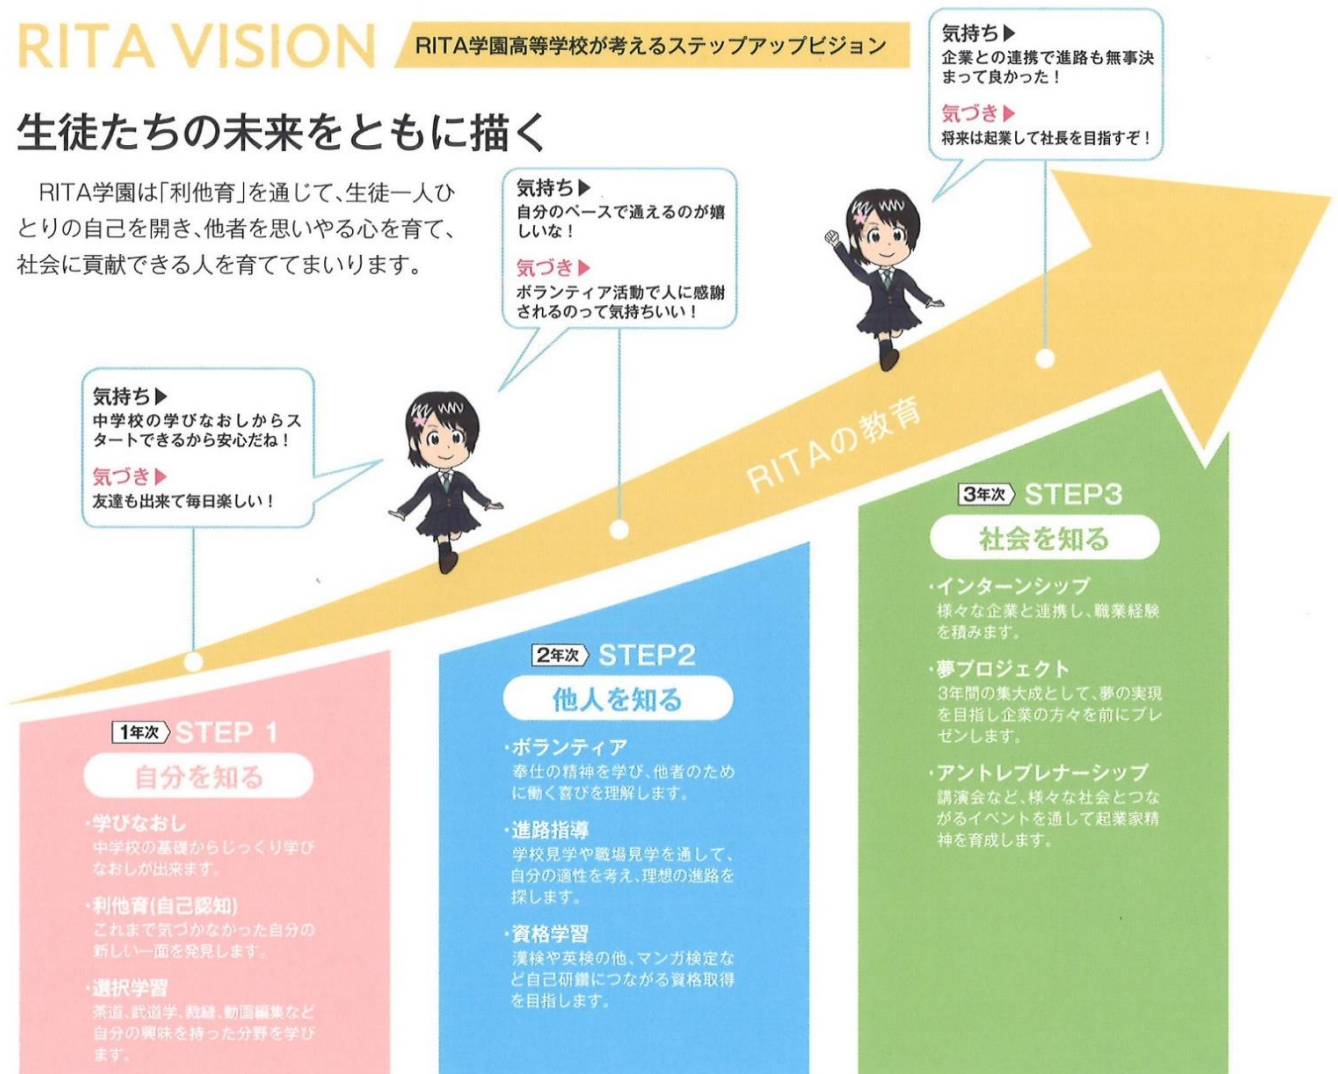 RITA VISION
RITA学園高等学校が考えるステップアップビジョン
生徒たちの未来をともに描く
RITA学園は「利他育」を通じて、生徒一人ひ
とりの自己を開き、他者を思いやる心を育て、
社会に貢献できる人を育ててまいります。
気持ち▶
中学校の学びなおしからス
タートできるから安心だね！
気づき▶
友達も出来て毎日楽しい！
気持ち▶
自分のペースで通えるのが嬉
しいな！
気づき▶
ボランティア活動で人に感謝
されるのって気持ちいい！
気持ち▶
企業との連携で進路も無事決
まって良かった！
気づき▶
将来は起業して社長を目指すぞ！
RITAの教育
1年次 STEP 1
自分を知る
・学びなおし
中学校の基礎からじっくり学び
なおしが出来ます。
・利他育(自己認知)
これまで気づかなかった自分の
新しい一面を発見します。
・選択学習
茶道、武道学、裁縫、動画編集など
自分の興味を持った分野を学び
ます。
2年次 STEP2
他人を知る
・ボランティア
奉仕の精神を学び、他者のため
に働く喜びを理解します。
・進路指導
学校見学や職場見学を通して、
自分の適性を考え、理想の進路を
探します。
・資格学習
漢検や英検の他、マンガ検定な
ど自己研鑽につながる資格取得
を目指します。
3年次 STEP3
社会を知る
・インターンシップ
様々な企業と連携し、職業経験
を積みます。
・夢プロジェクト
3年間の集大成として、夢の実現
を目指し企業の方々を前にプレ
ゼンします。
・アントレプレナーシップ
講演会など、様々な社会とつな
がるイベントを通して起業家精
神を育成します。